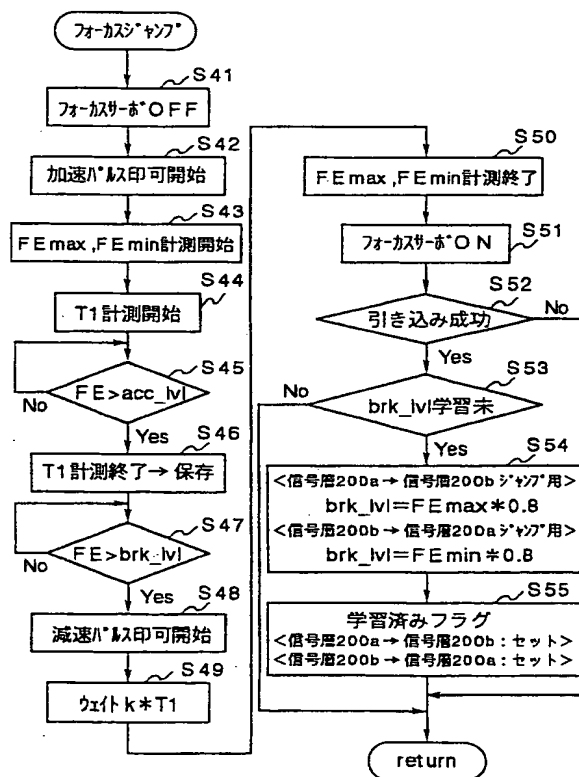 フォーカスジャンプ
S41
フォーカスサーボOFF
S42
加速パルス印可開始
S43
FEmax,FEmin計測開始
S44
T1計測開始
S45
FE>acc_lvl
No
Yes
S46
T1計測終了→保存
S47
FE>brk_lvl
No
Yes
S48
減速パルス印可開始
S49
ウェイトk*T1
S50
FEmax,FEmin計測終了
S51
フォーカスサーボON
S52
引き込み成功
No
Yes
S53
No
brk_lvl学習未
Yes
S54
<信号層200a→信号層200bジャンプ用>
brk_lvl=FEmax*0.8
<信号層200b→信号層200aジャンプ用>
brk_lvl=FEmin*0.8
S55
学習済みフラグ
<信号層200a→信号層200b:セット>
<信号層200b→信号層200a:セット>
return